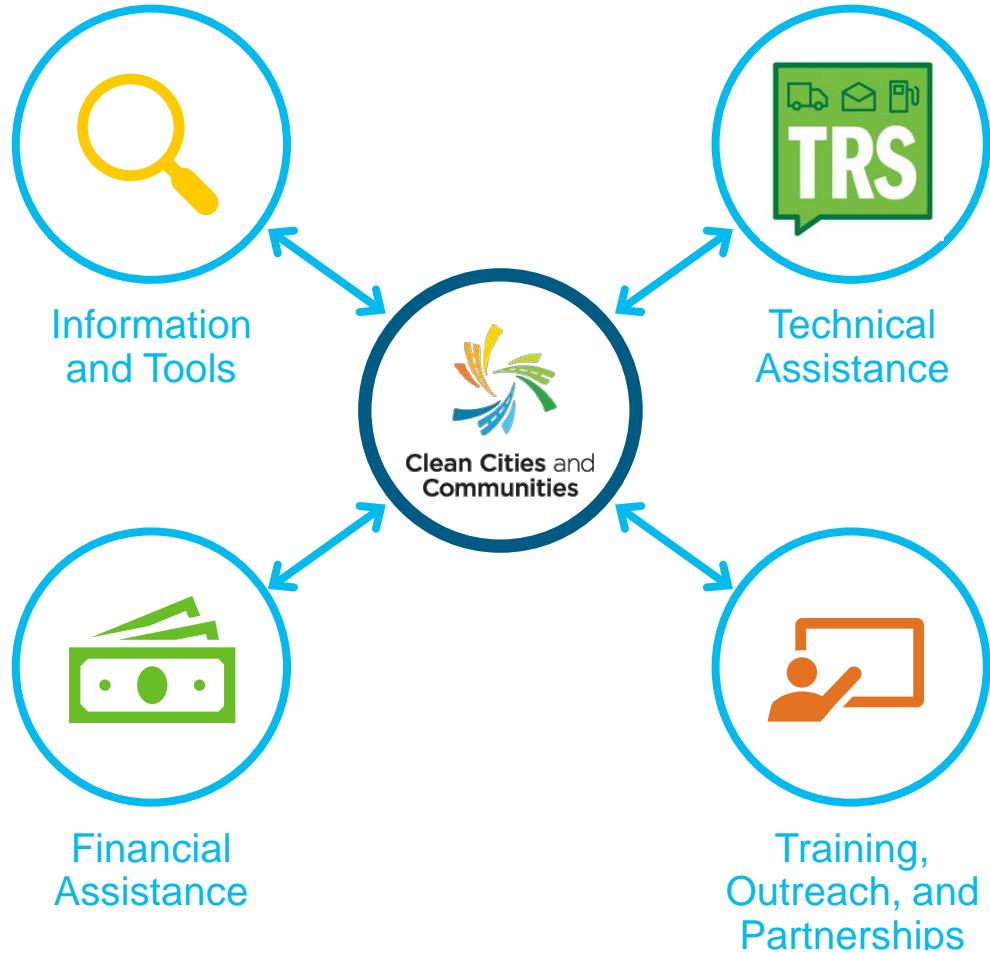 TRS
Information
and Tools
Technical
Assistance
Clean Cities and
Communities
Financial
Assistance
Training,
Outreach, and
Partnerships